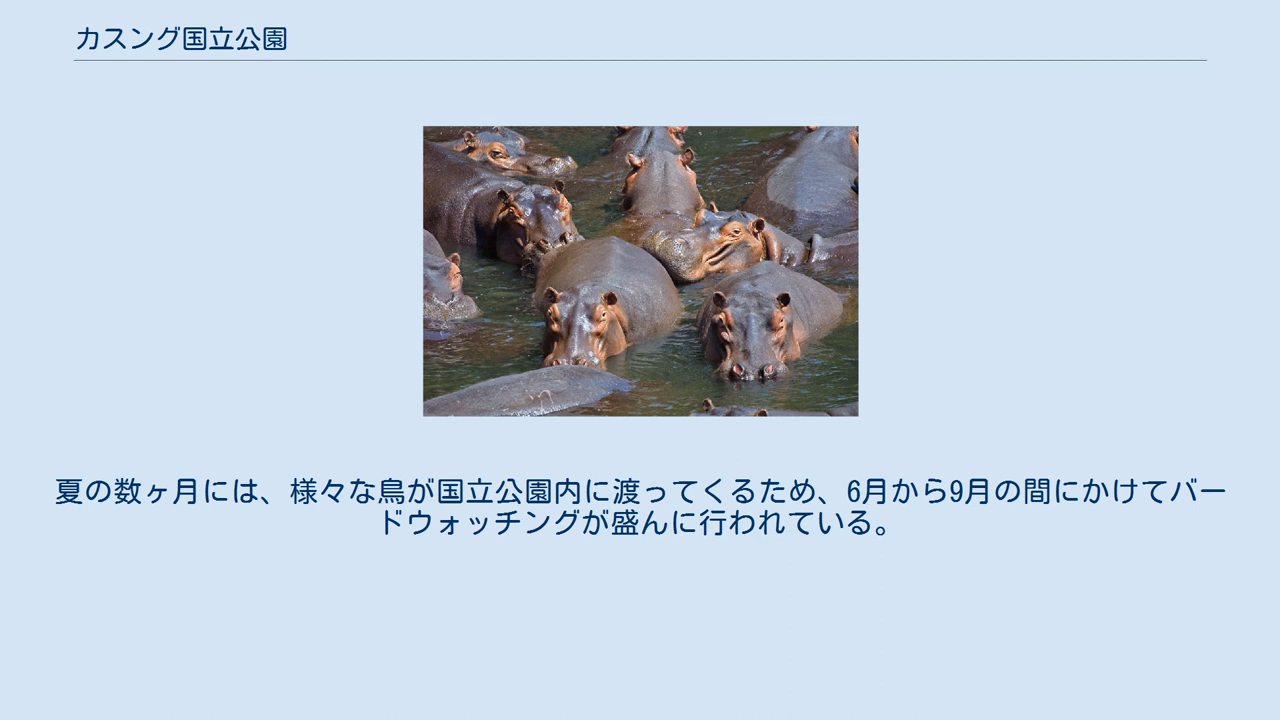 カスング国立公園
夏の数ヶ月には、様々な鳥が国立公園内に渡ってくるため、6月から9月の間にかけてバー
ドウォッチングが盛んに行われている。